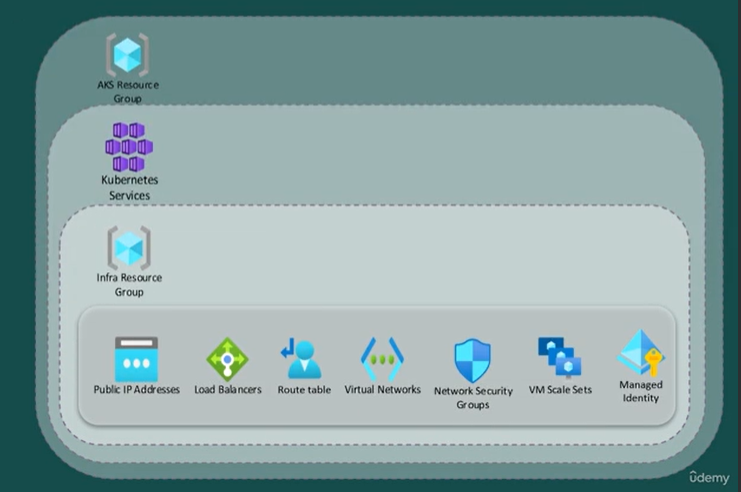 AKS Resource
Group
Kubernetes
Services
Infra Resource
Group
Public IP Addresses
Load Balancers
Route table
Virtual Networks
Network Security
Groups
VM Scale Sets
Managed
Identity
ûdemy